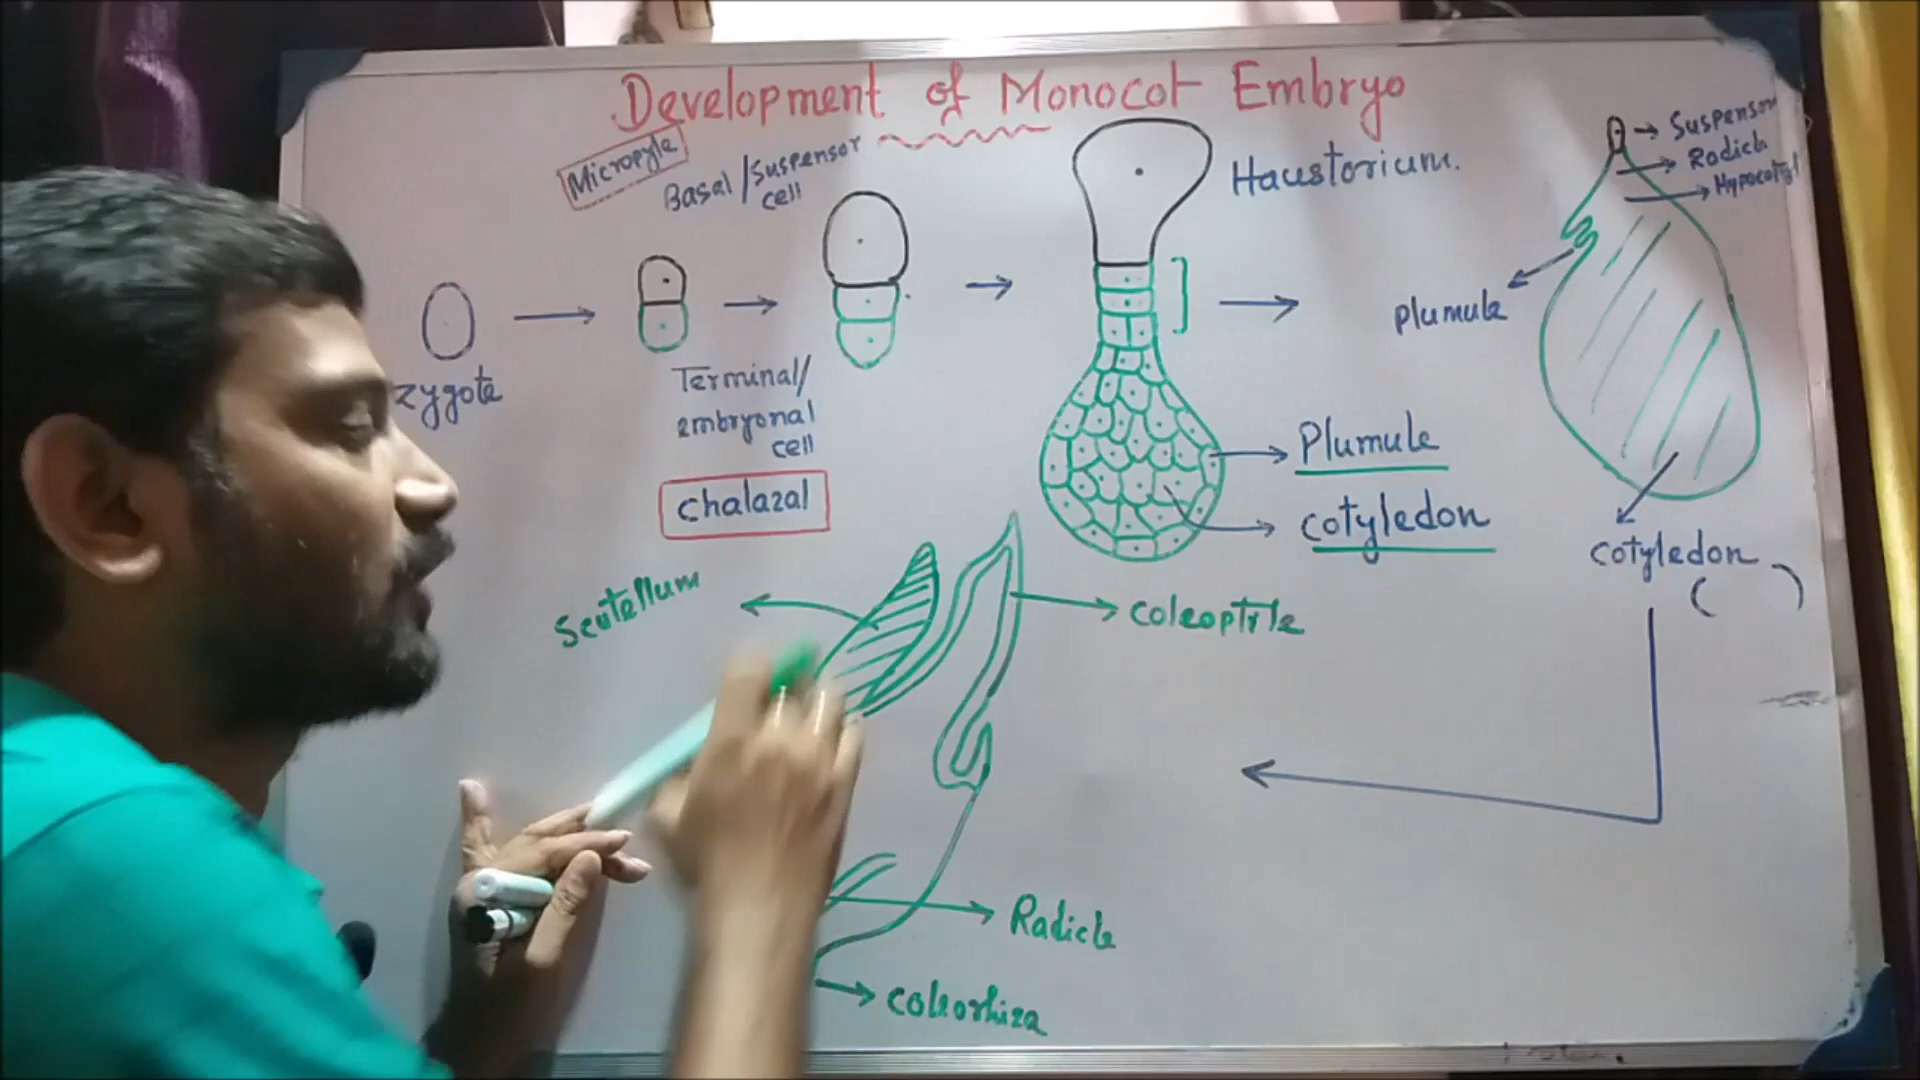 Development of Monocot Embryo
Micropyle
Basal/Suspensor
cell
Haustorium.
Suspensor
Radicle
Hypocotyl
Plumule
Zygote
Terminal/
embryonal
cell
Chalazal
Plumule
Cotyledon
Cotyledon
( )
Scutellum
Coleoptile
Radicle
Coleorhiza